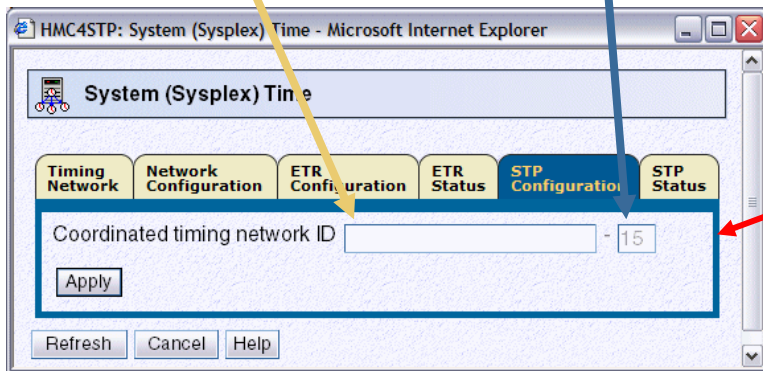 HMC4STP: System (Sysplex) Time - Microsoft Internet Explorer
System (Sysplex) Time
Timing Network
Network Configuration
ETR Configuration
ETR Status
STP Configuration
STP Status
Coordinated timing network ID - 15
Apply
Refresh Cancel Help